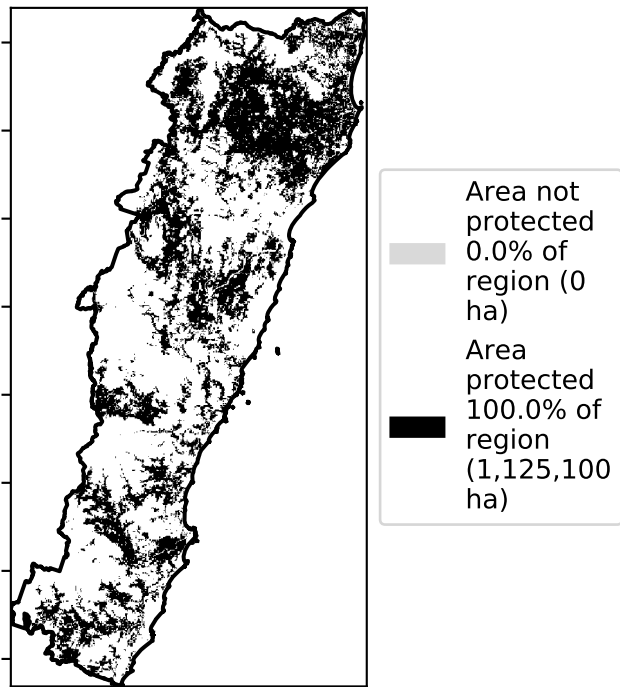 Area not
protected
0.0% of
region (0
ha)
Area
protected
100.0% of
region
(1,125,100
ha)